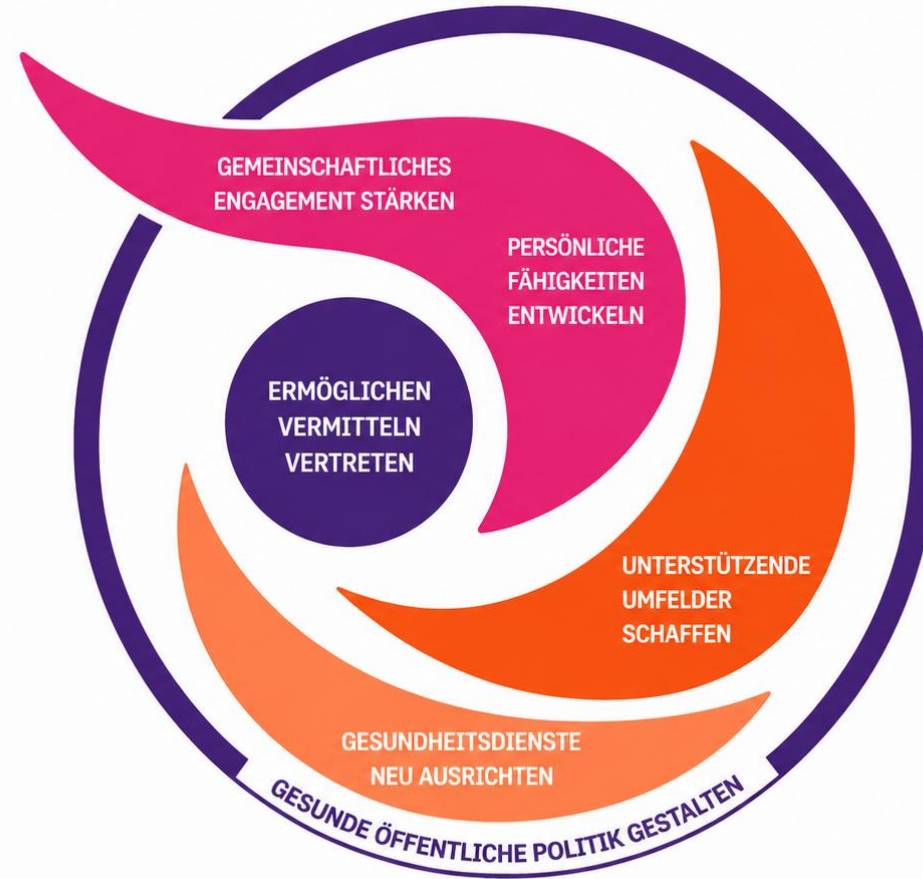 GEMEINSCHAFTLICHES
ENGAGEMENT STÄRKEN
PERSÖNLICHE
FÄHIGKEITEN
ENTWICKELN
ERMÖGLICHEN
VERMITTELN
VERTRETEN
UNTERSTÜTZENDE
UMFELDER
SCHAFFEN
GESUNDHEITSDIENSTE
NEU AUSRICHTEN
GESUNDE ÖFFENTLICHE POLITIK GESTALTEN